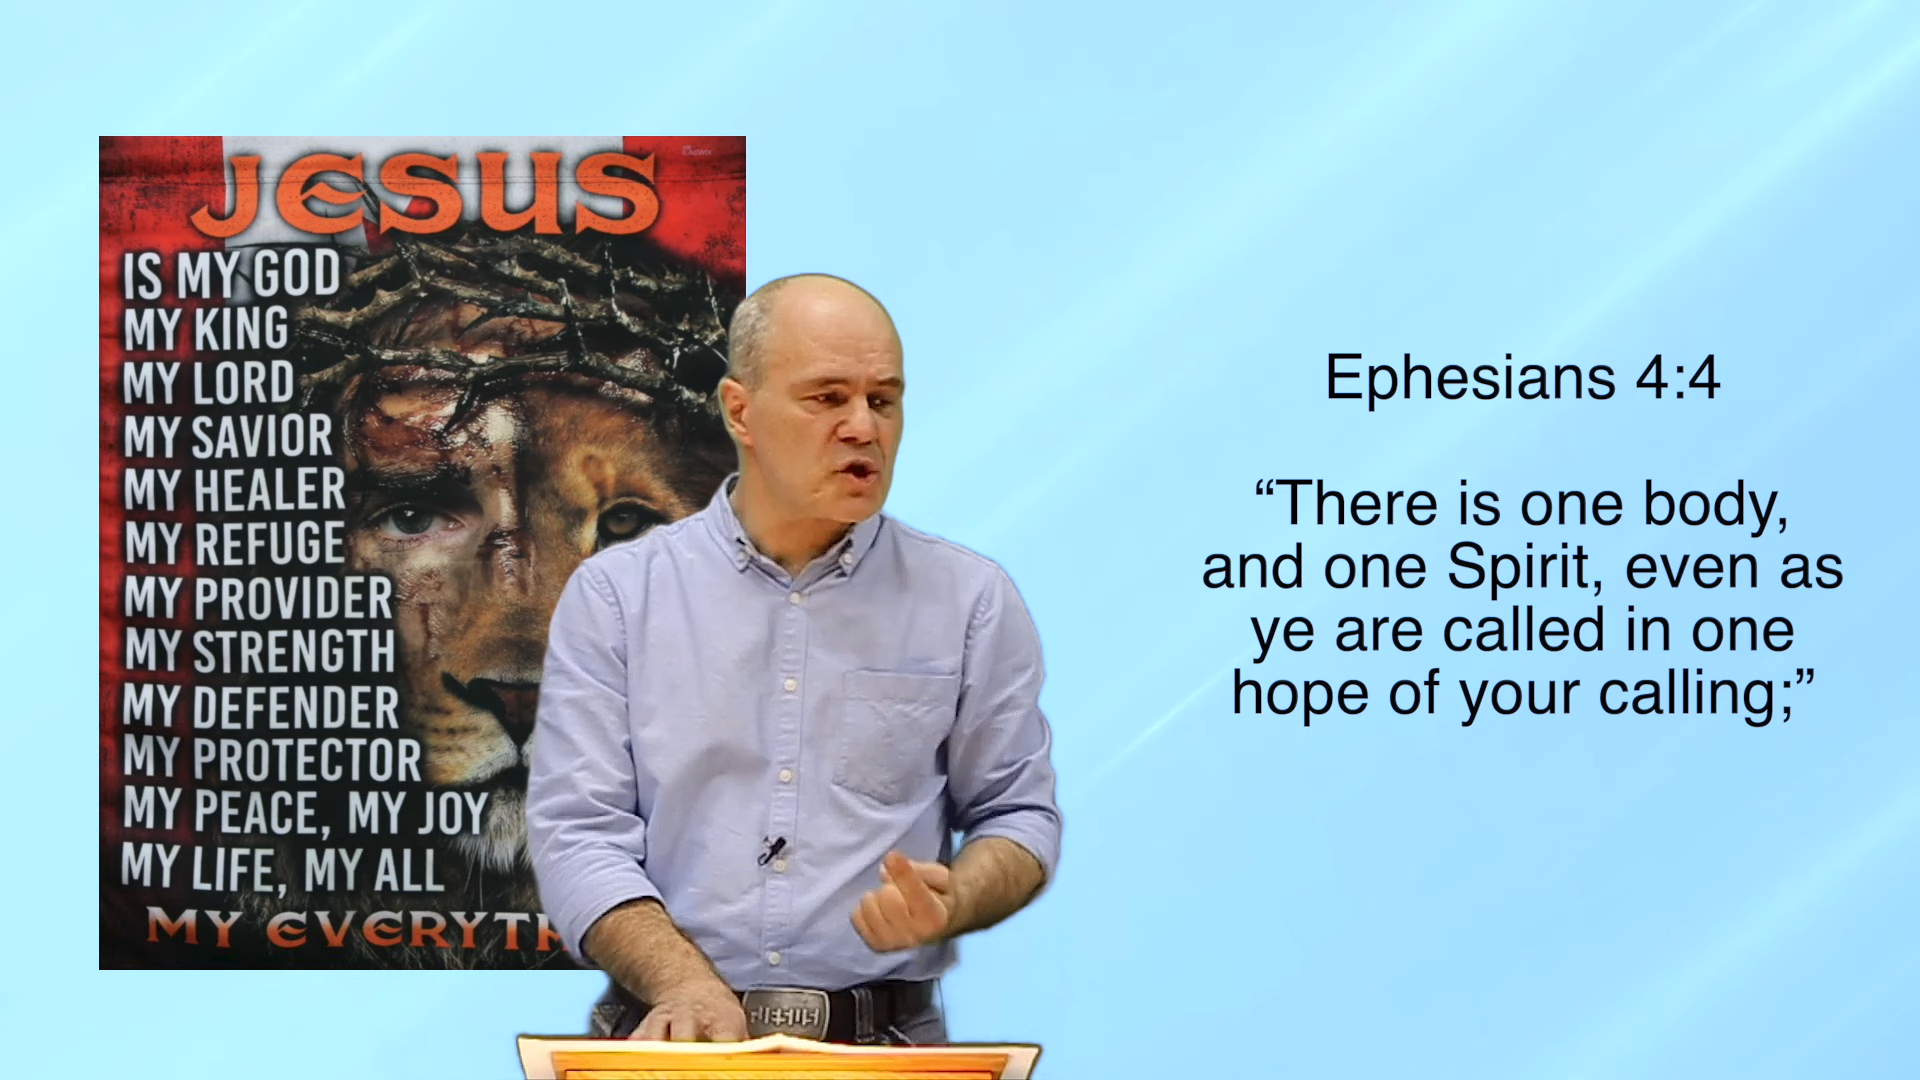 JESUS
IS MY GOD
MY KING
MY LORD
MY SAVIOR
MY HEALER
MY REFUGE
MY PROVIDER
MY STRENGTH
MY DEFENDER
MY PROTECTOR
MY PEACE, MY JOY
MY LIFE, MY ALL
MY
Ephesians 4:4
“There is one body,
and one Spirit, even as
ye are called in one
hope of your calling;”